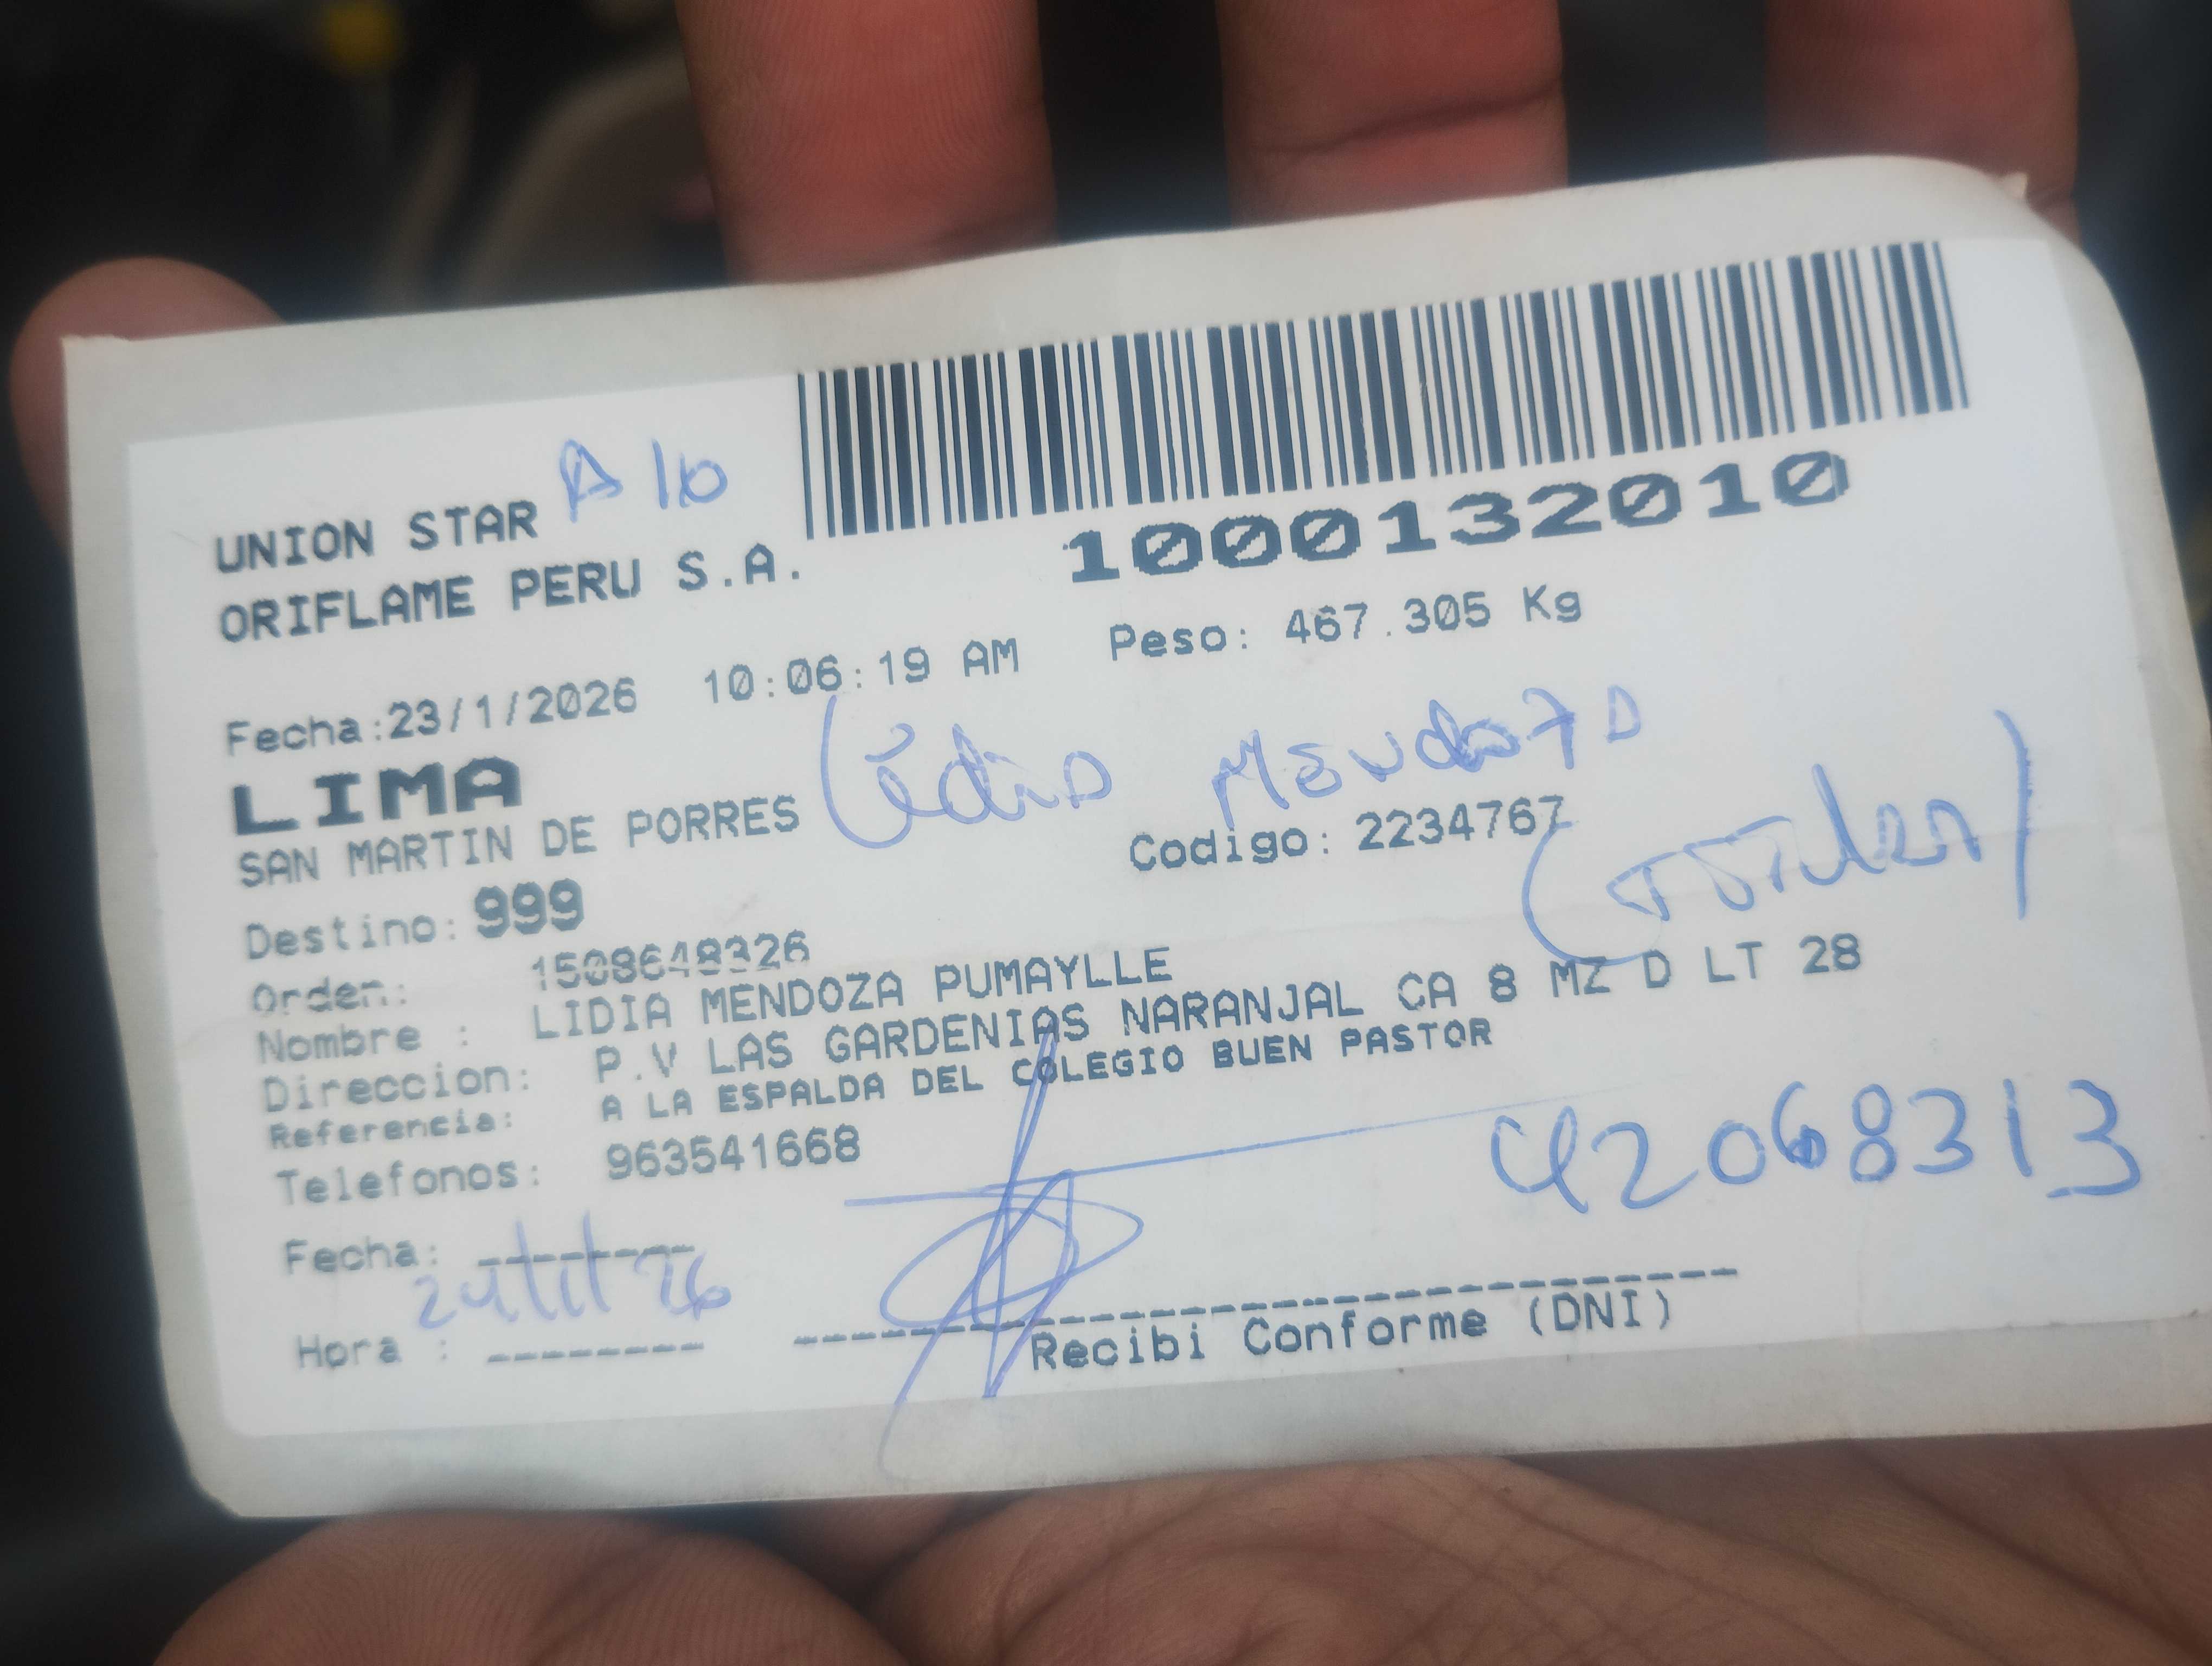 UNION STAR A 10
ORIFLAME PERU S.A.
1000132010
Fecha:23/1/2026 10:06:19 AM Peso: 467.305 Kg
LIMA
SAN MARTIN DE PORRES
Codigo: 2234767
Destino: 999
Orden: 1508648326
Nombre : LIDIA MENDOZA PUMAYLLE
Direccion: P.V LAS GARDENIAS NARANJAL CA 8 MZ D LT 28
Referencia: A LA ESPALDA DEL COLEGIO BUEN PASTOR
Telefonos: 963541668
42068313
Fecha:
Hora :
Recibi Conforme (DNI)